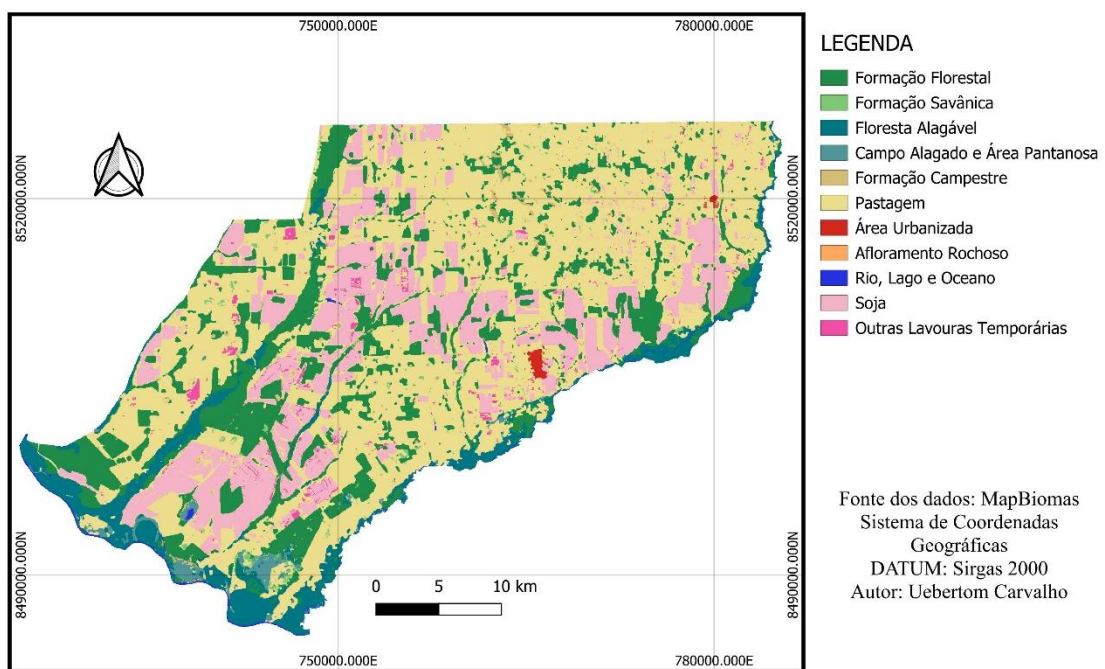 750000.000E
780000.000E
8520000.000N
8520000.000N
8490000.000N
8490000.000N
0 5 10 km
750000.000E
780000.000E
LEGENDA
Formação Florestal
Formação Savânica
Floresta Alagável
Campo Alagado e Área Pantanosa
Formação Campestre
Pastagem
Área Urbanizada
Afloramento Rochoso
Rio, Lago e Oceano
Soja
Outras Lavouras Temporárias
Fonte dos dados: MapBiomas
Sistema de Coordenadas
Geográficas
DATUM: Sirgas 2000
Autor: Uebertom Carvalho